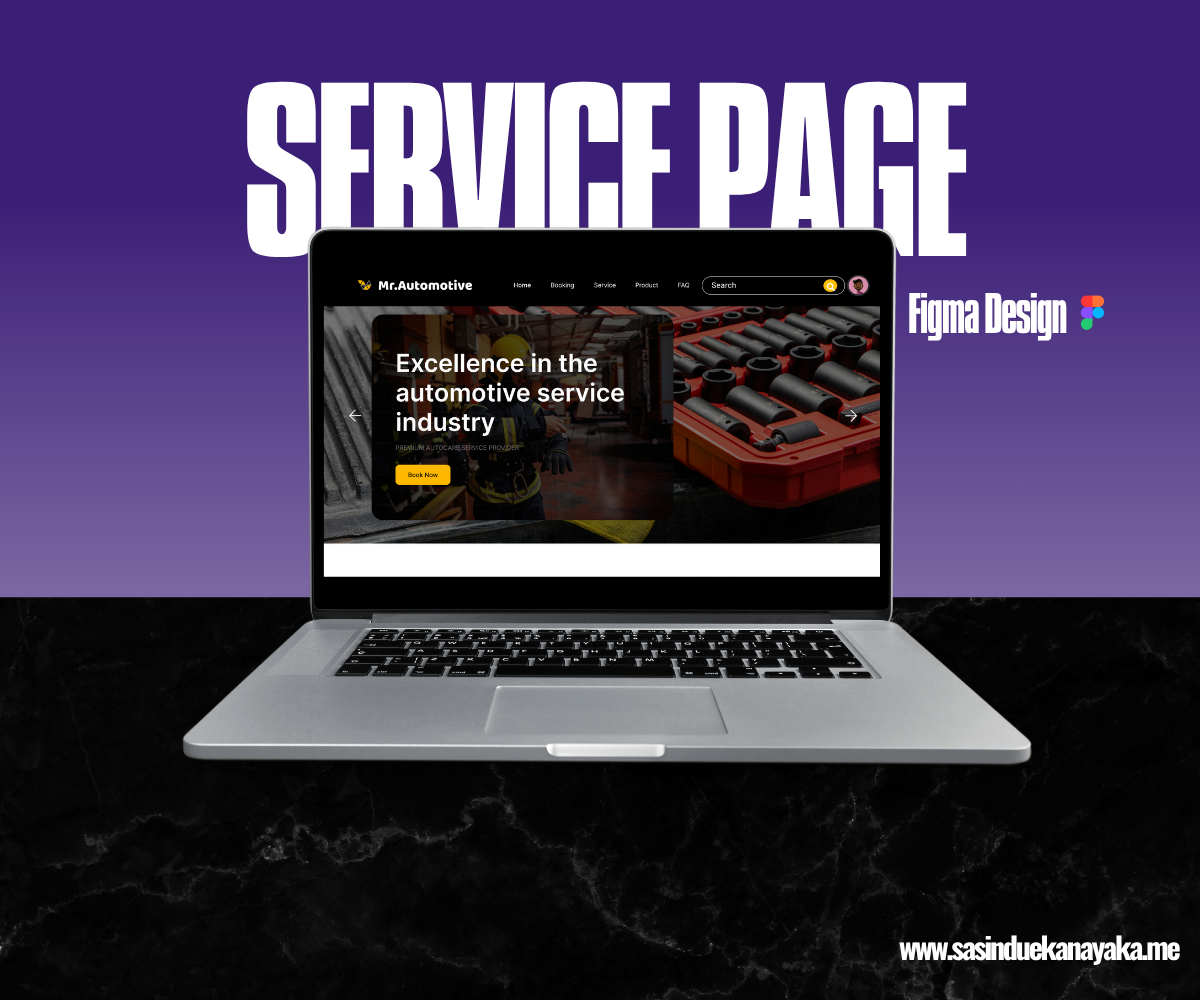 SERVICE PAGE
Mr.Automotive
Home Booking Service Product FAQ Search
Figma Design
Excellence in the
automotive service
industry
PREMIUM AUTOCARE SERVICE PROVIDER
Book Now
www.sasinduekanayaka.me